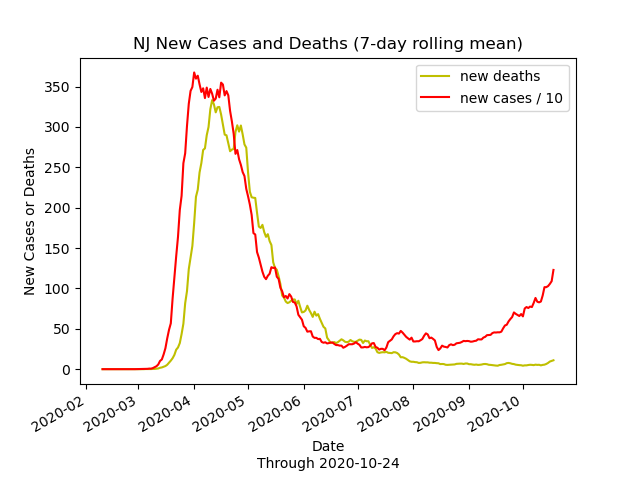 NJ New Cases and Deaths (7-day rolling mean)
new deaths
new cases / 10
New Cases or Deaths
350
300
250
200
150
100
50
0
2020-02
2020-03
2020-04
2020-05
2020-06
2020-07
2020-08
2020-09
2020-10
Date
Through 2020-10-24